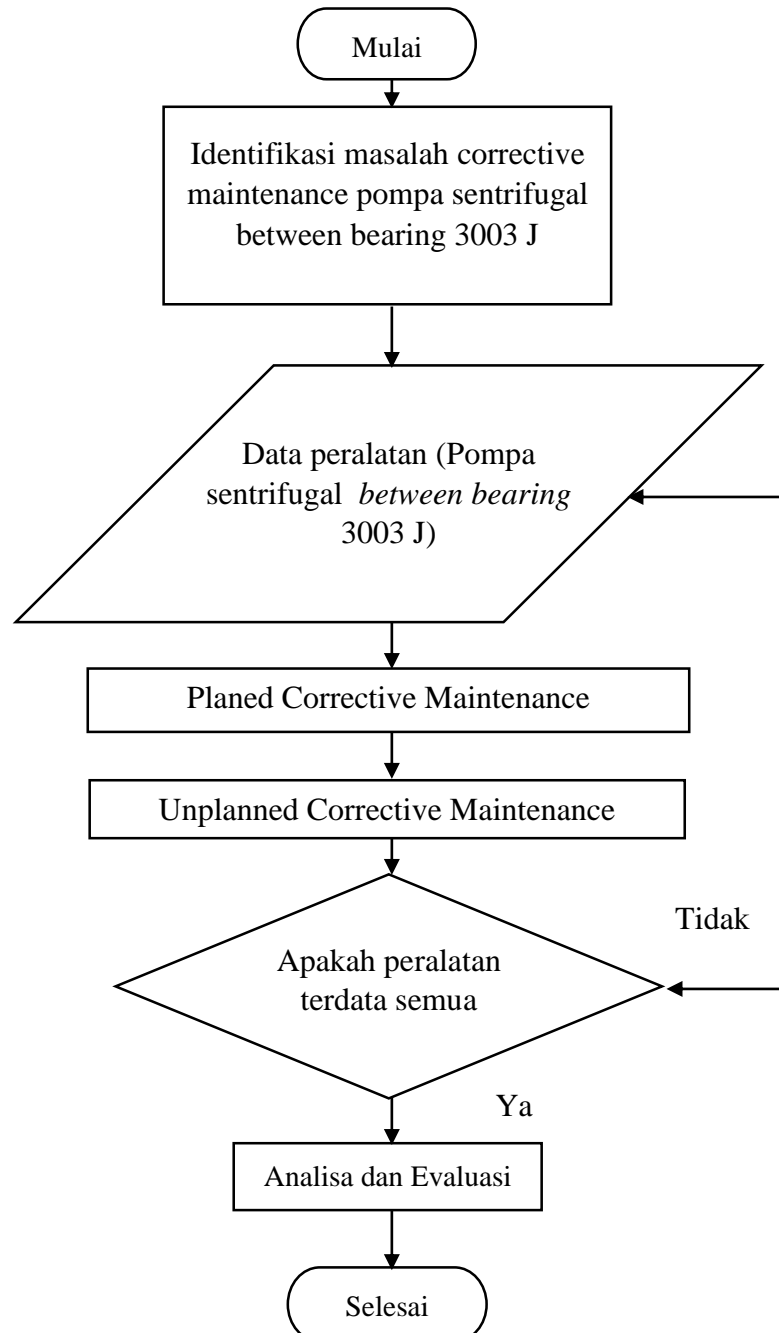 Mulai
Identifikasi masalah corrective
maintenance pompa sentrifugal
between bearing 3003 J
Data peralatan (Pompa
sentrifugal between bearing
3003 J)
Planed Corrective Maintenance
Unplanned Corrective Maintenance
Tidak
Apakah peralatan
terdata semua
Ya
Analisa dan Evaluasi
Selesai